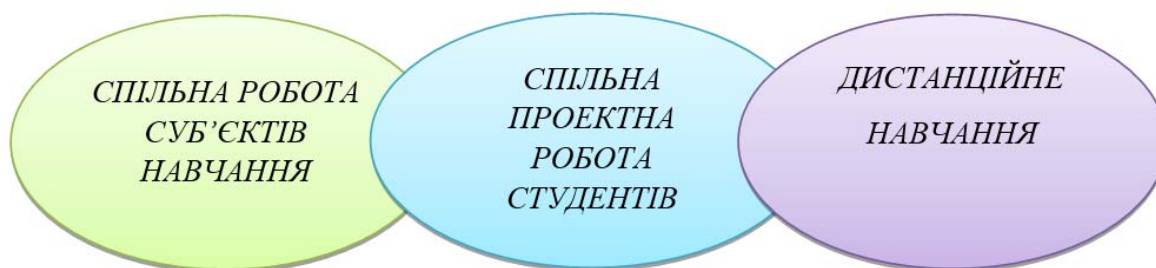 СПІЛЬНА РОБОТА
СУБ’ЄКТІВ
НАВЧАННЯ
СПІЛЬНА
ПРОЕКТНА
РОБОТА
СТУДЕНТІВ
ДИСТАНЦІЙНЕ
НАВЧАННЯ